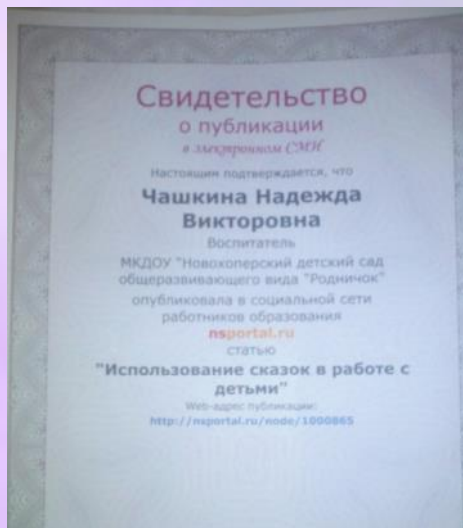 Свидетельство
о публикации
в электронном СМИ
Настоящим подтверждается, что
Чашкина Надежда
Викторовна
Воспитатель
МКДОУ "Новохоперский детский сад
общеразвивающего вида "Родничок"
опубликовала в социальной сети
работников образования
nsportal.ru
статью
"Использование сказок в работе с
детьми"
Web-адрес публикации:
http://nsportal.ru/node/1000865